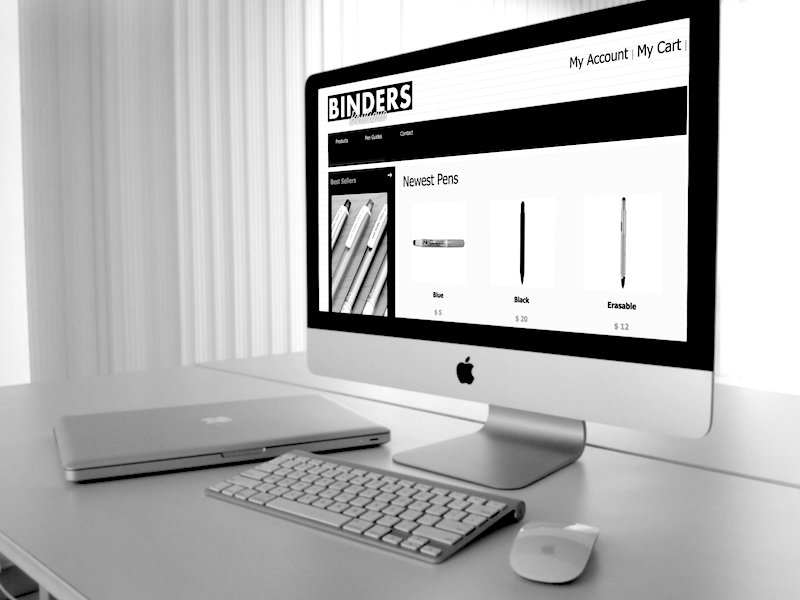 My Account | My Cart |
BINDERS
Boutique
Products Pen Guides Contact
Best Sellers
Newest Pens
Blue
$ 5
Black
$ 20
Erasable
$ 12